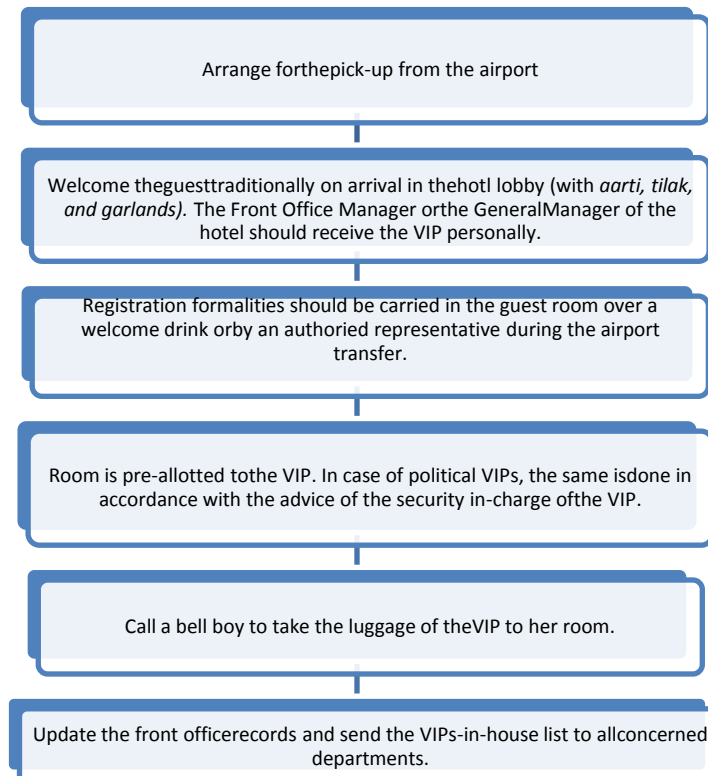 Arrange forthepick-up from the airport
Welcome theguesttraditionally on arrival in thehotl lobby (with aarti, tilak,
and garlands). The Front Office Manager orthe GeneralManager of the
hotel should receive the VIP personally.
Registration formalities should be carried in the guest room over a
welcome drink orby an authoried representative during the airport
transfer.
Room is pre-allotted tothe VIP. In case of political VIPs, the same isdone in
accordance with the advice of the security in-charge ofthe VIP.
Call a bell boy to take the luggage of theVIP to her room.
Update the front officerecords and send the VIPs-in-house list to allconcerned
departments.